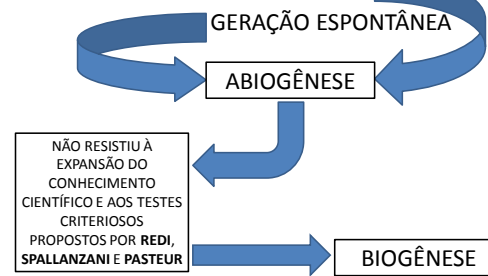 GERAÇÃO ESPONTÂNEA
ABIOGÊNESE
NÃO RESISTIU À
EXPANSÃO DO
CONHECIMENTO
CIENTÍFICO E AOS TESTES
CRITERIOSOS
PROPOSTOS POR REDI,
SPALLANZANI E PASTEUR
BIOGÊNESE